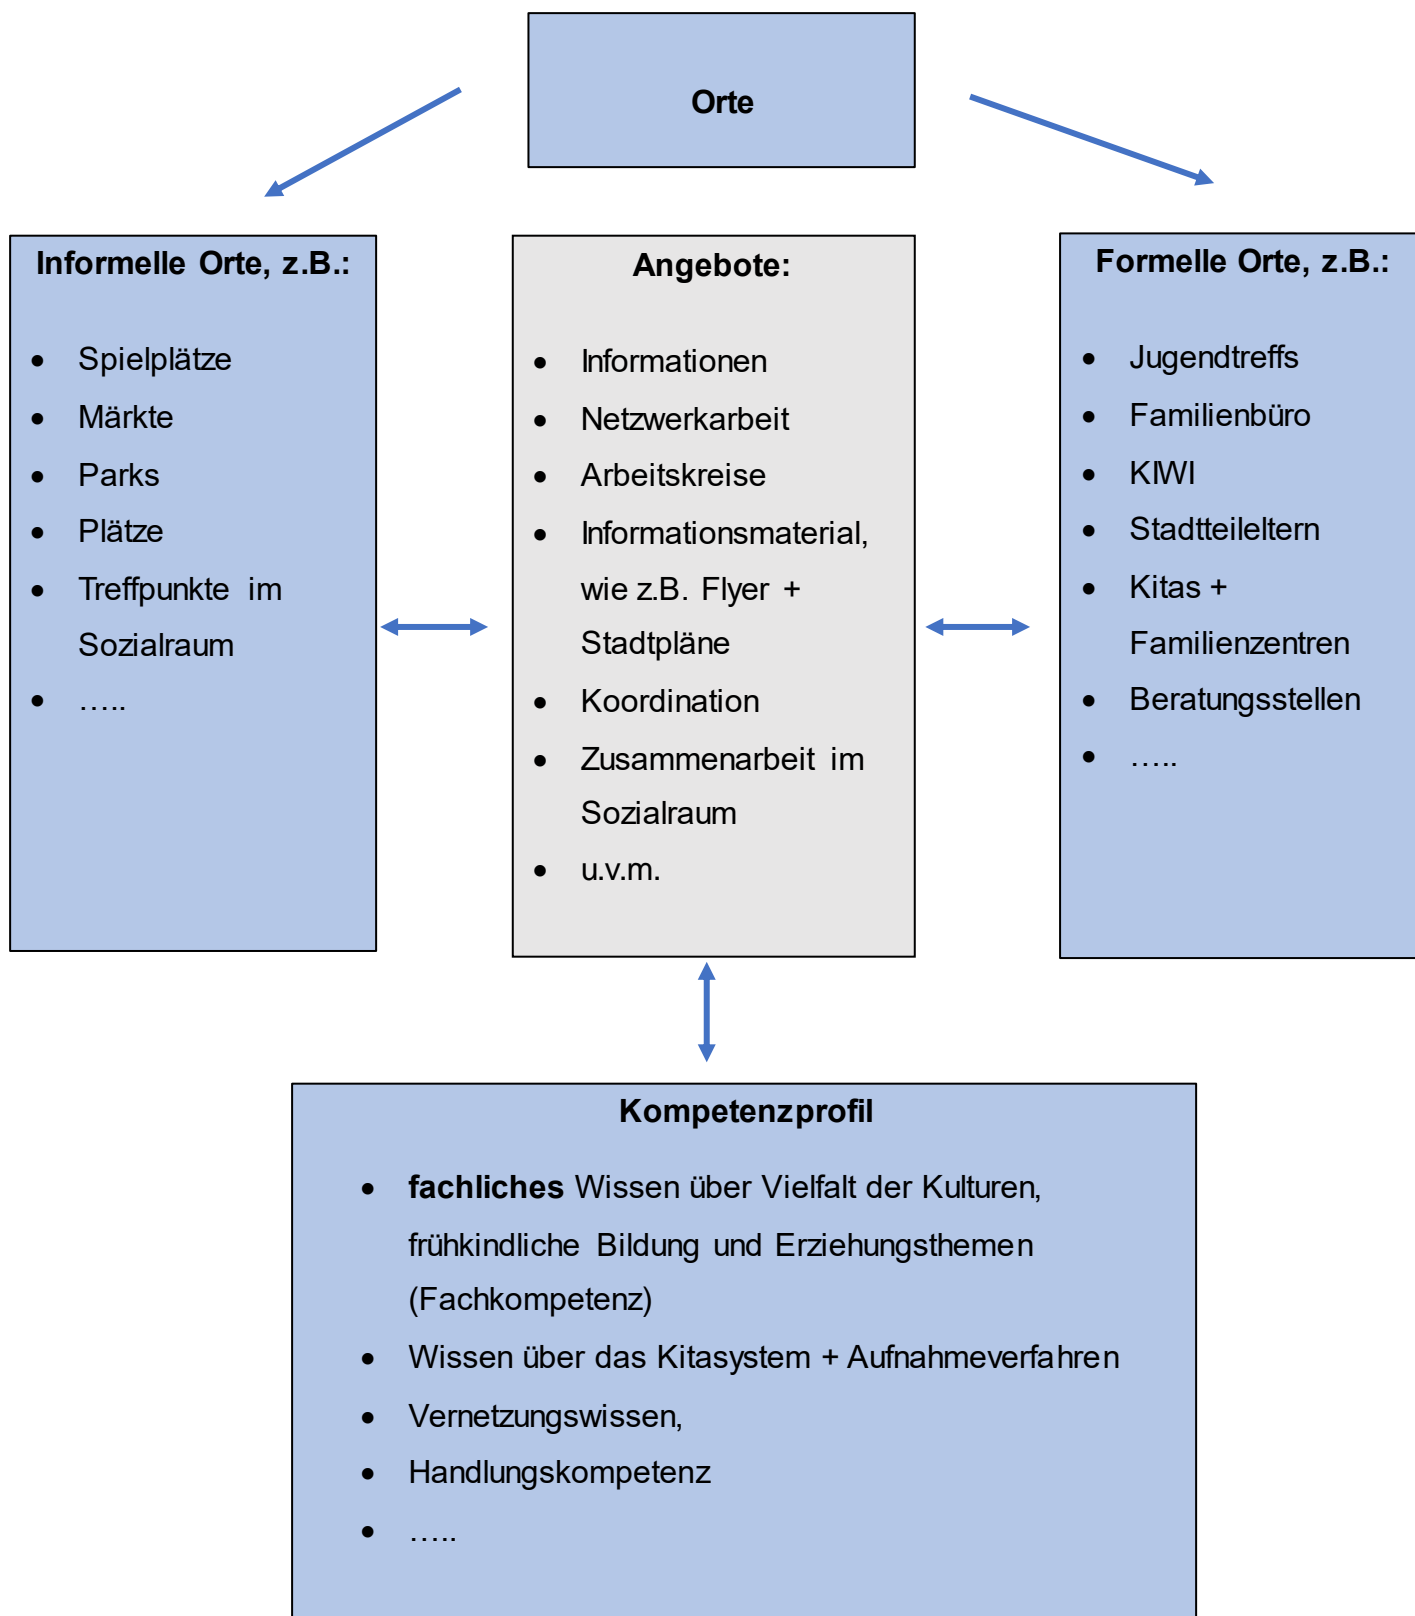 Orte
Informelle Orte, z.B.:
• Spielplätze
• Märkte
• Parks
• Plätze
• Treffpunkte im
Sozialraum
• …..
Angebote:
• Informationen
• Netzwerkarbeit
• Arbeitskreise
• Informationsmaterial,
wie z.B. Flyer +
Stadtpläne
• Koordination
• Zusammenarbeit im
Sozialraum
• u.v.m.
Formelle Orte, z.B.:
• Jugendtreffs
• Familienbüro
• KIWI
• Stadtteileltern
• Kitas +
Familienzentren
• Beratungsstellen
• …..
Kompetenzprofil
• fachliches Wissen über Vielfalt der Kulturen,
frühkindliche Bildung und Erziehungsthemen
(Fachkompetenz)
• Wissen über das Kitasystem + Aufnahmeverfahren
• Vernetzungswissen,
• Handlungskompetenz
• …..